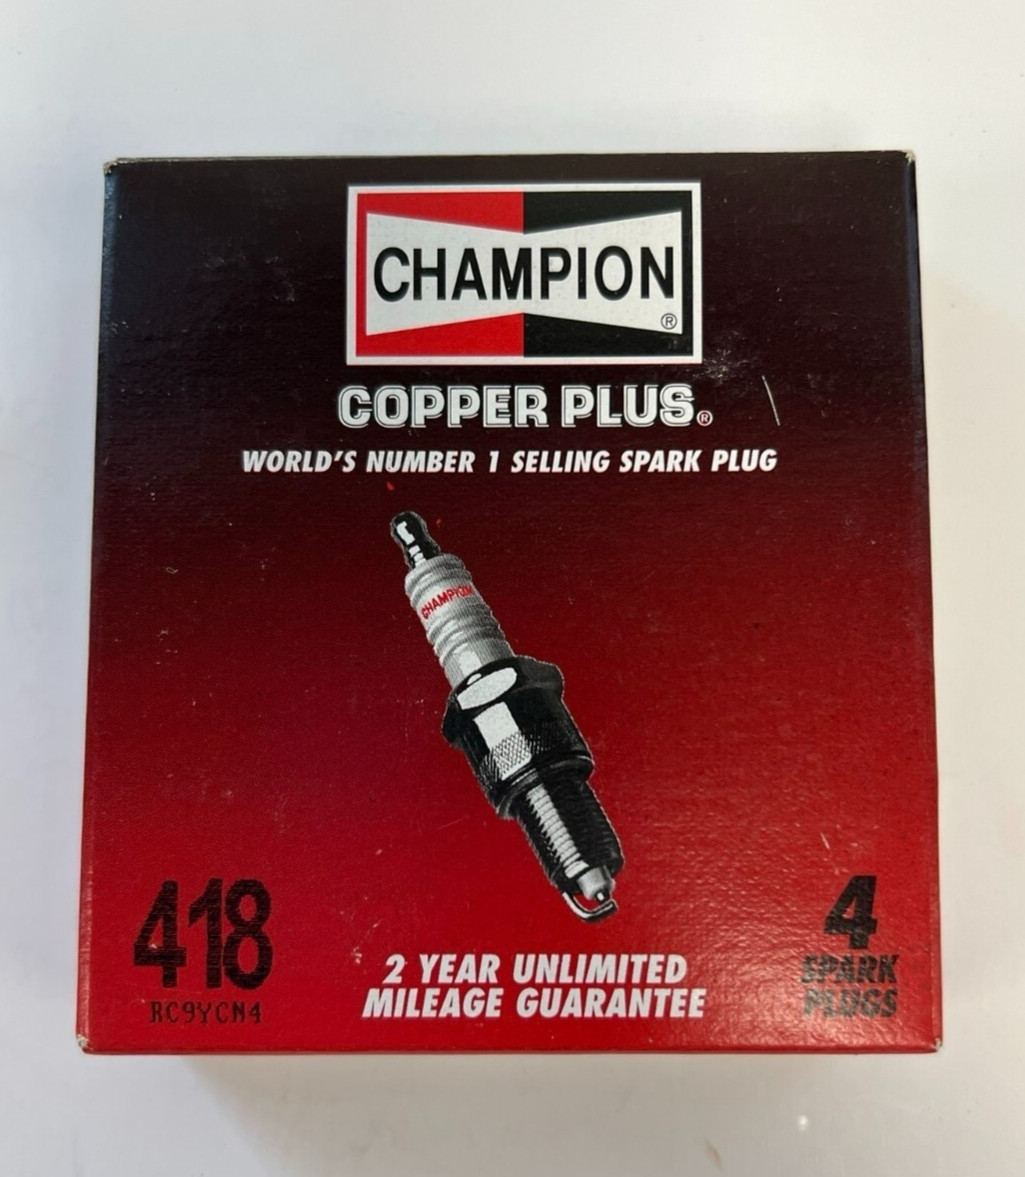 CHAMPION
®
COPPER PLUS®
WORLD'S NUMBER 1 SELLING SPARK PLUG
CHAMPION
418
RC9YCN4
2 YEAR UNLIMITED
MILEAGE GUARANTEE
4
SPARK
PLUGS